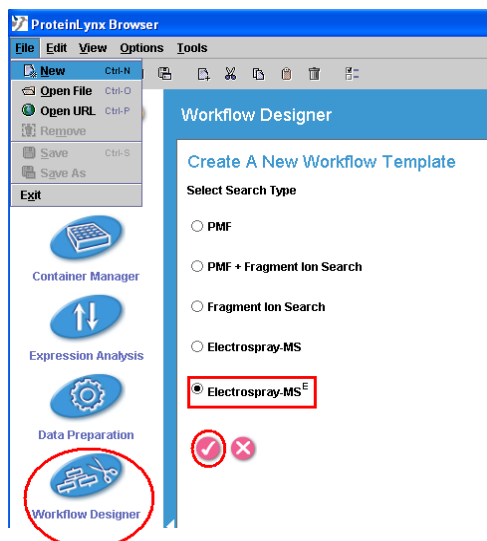 ProteinLynx Browser
File Edit View Options Tools
New Ctrl-N
Open File Ctrl-O
Open URL Ctrl-P
Remove
Save Ctrl-S
Save As
Exit
Container Manager
Expression Analysis
Data Preparation
Workflow Designer
Workflow Designer
Create A New Workflow Template
Select Search Type
PMF
PMF + Fragment Ion Search
Fragment Ion Search
Electrospray-MS
Electrospray-MSᴱ